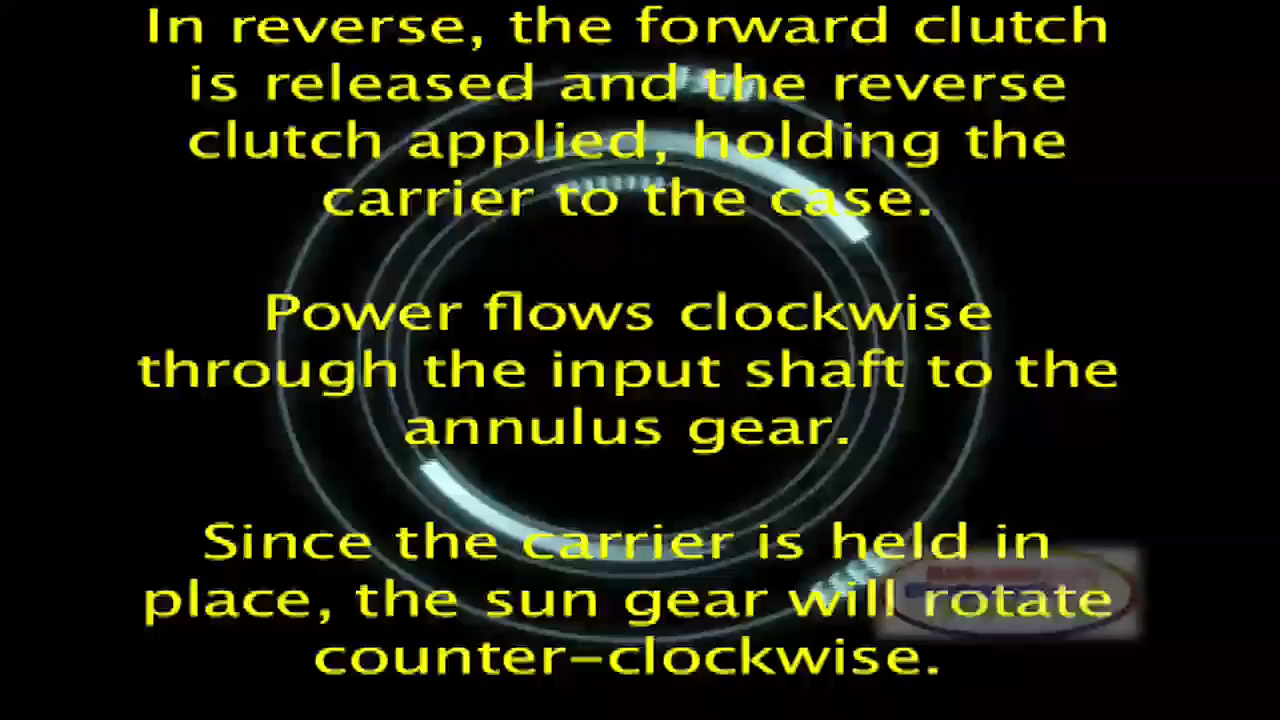 In reverse, the forward clutch
is released and the reverse
clutch applied, holding the
carrier to the case.
Power flows clockwise
through the input shaft to the
annulus gear.
Since the carrier is held in
place, the sun gear will rotate
counter-clockwise.